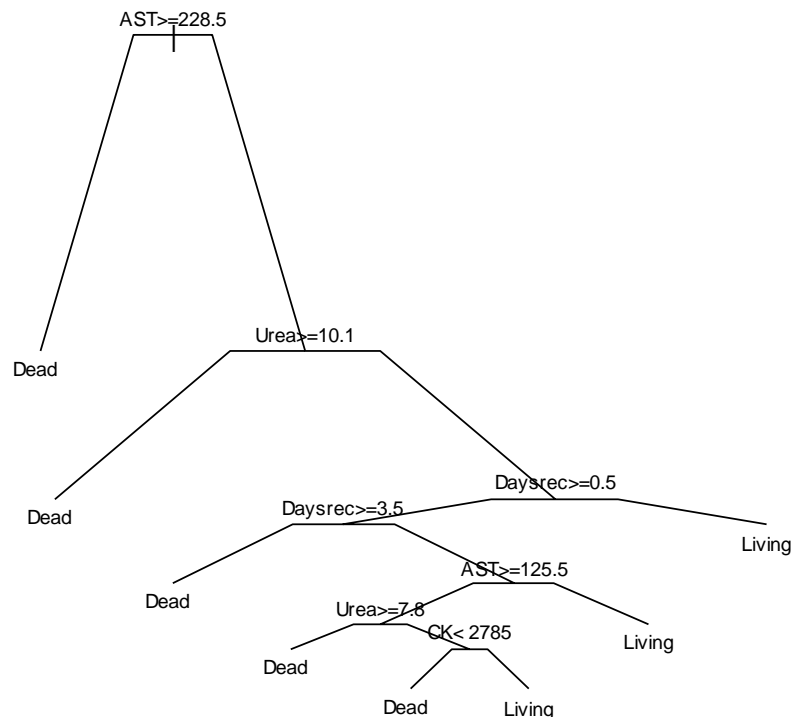 AST>=228.5
Dead
Urea>=10.1
Dead
Daysrec>=0.5
Daysrec>=3.5
Living
Dead
AST>=125.5
Urea>=7.8
CK< 2785
Living
Dead
Dead
Living